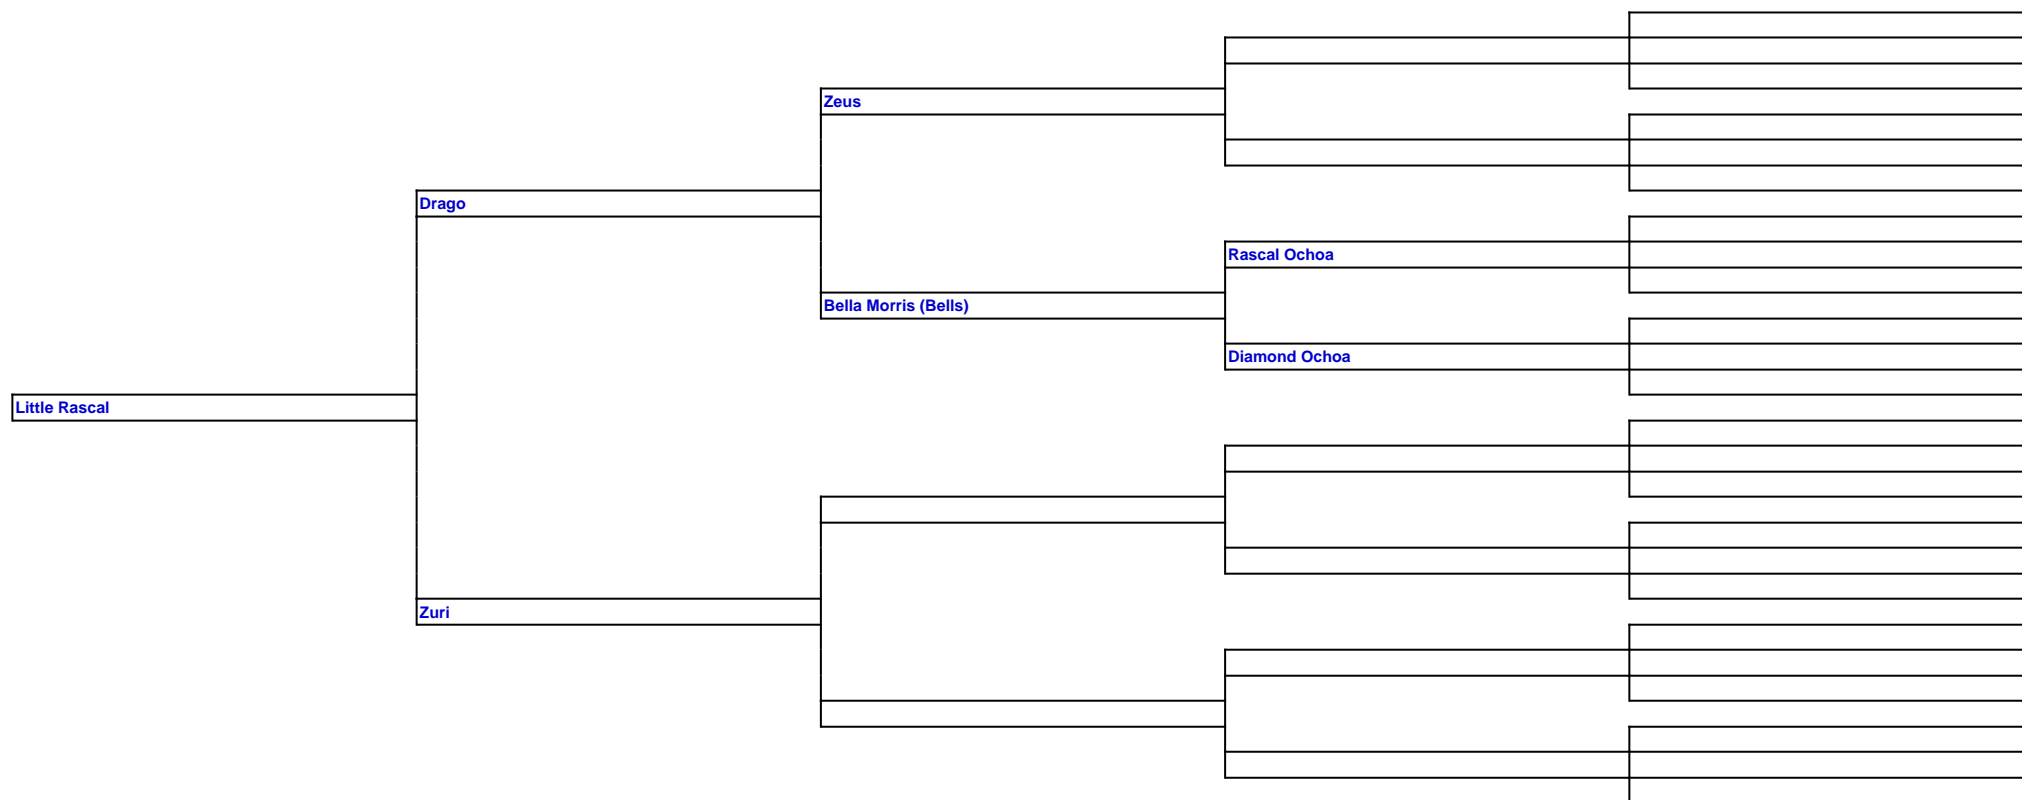 Zeus
Drago
Rascal Ochoa
Bella Morris (Bells)
Diamond Ochoa
Little Rascal
Zuri